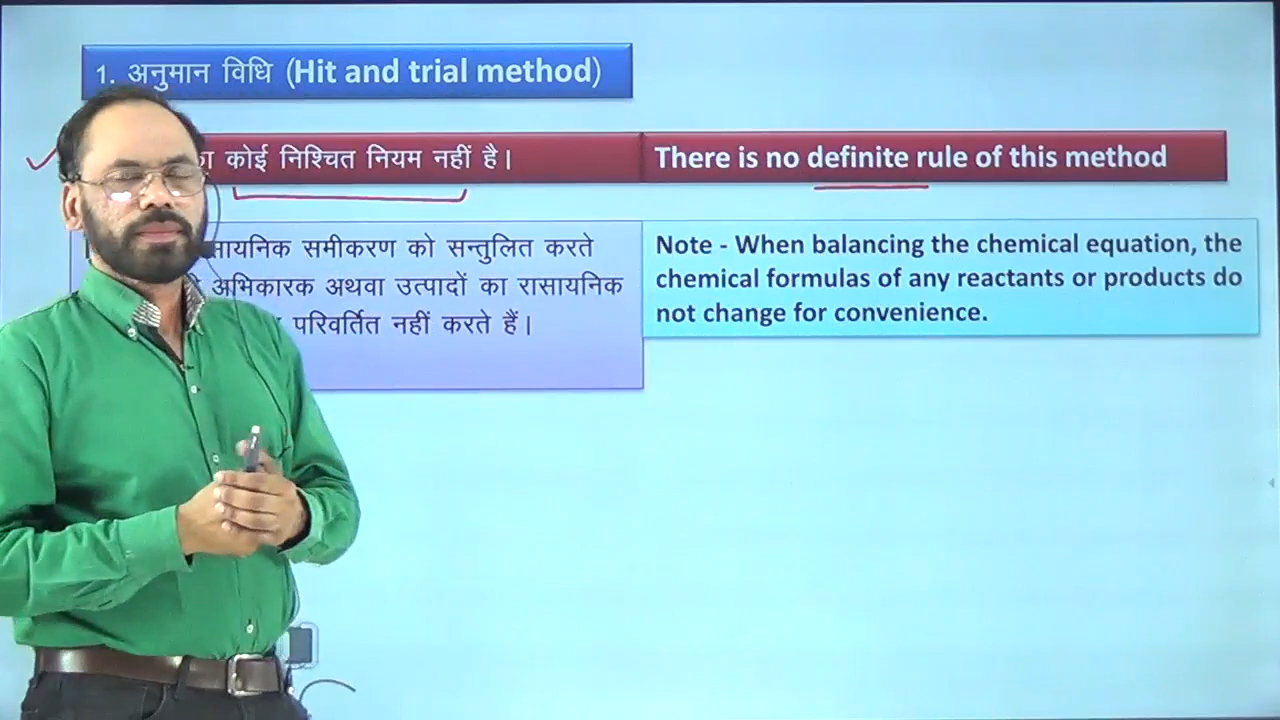 1. अनुमान विधि (Hit and trial method)
कोई निश्चित नियम नहीं है।
There is no definite rule of this method
समीकरण को सन्तुलित करते
अभिकारक अथवा उत्पादों का रासायनिक
परिवर्तित नहीं करते हैं।
Note - When balancing the chemical equation, the
chemical formulas of any reactants or products do
not change for convenience.